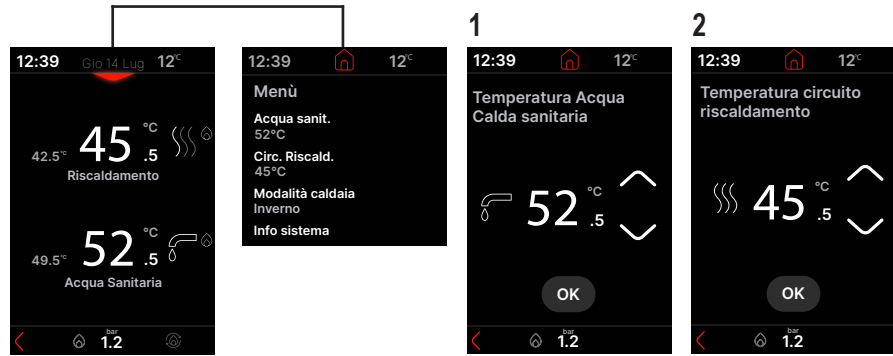 1
2
12:39 Gio 14 Lug 12°C
42.5°C 45.5 °C
Riscaldamento
49.5°C 52.5 °C
Acqua Sanitaria
bar
1.2
12:39 12°C
Menù
Acqua sanit.
52°C
Circ. Riscald.
45°C
Modalità caldaia
Inverno
Info sistema
12:39 12°C
Temperatura Acqua
Calda sanitaria
52.5 °C
OK
bar
1.2
12:39 12°C
Temperatura circuito
riscaldamento
45.5 °C
OK
bar
1.2